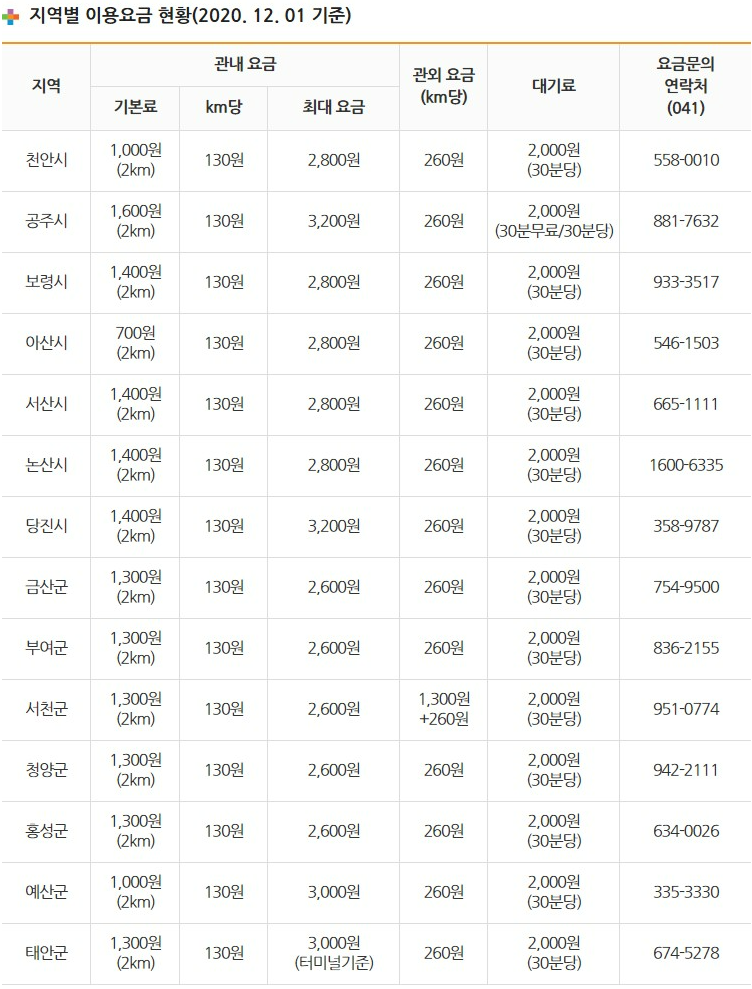 지역별 이용요금 현황(2020. 12. 01 기준)
지역 관내 요금 관외 요금 (km당) 대기료 요금문의 연락처 (041)
기본료 km당 최대 요금
천안시 1,000원 (2km) 130원 2,800원 260원 2,000원 (30분당) 558-0010
공주시 1,600원 (2km) 130원 3,200원 260원 2,000원 (30분무료/30분당) 881-7632
보령시 1,400원 (2km) 130원 2,800원 260원 2,000원 (30분당) 933-3517
아산시 700원 (2km) 130원 2,800원 260원 2,000원 (30분당) 546-1503
서산시 1,400원 (2km) 130원 2,800원 260원 2,000원 (30분당) 665-1111
논산시 1,400원 (2km) 130원 2,800원 260원 2,000원 (30분당) 1600-6335
당진시 1,400원 (2km) 130원 3,200원 260원 2,000원 (30분당) 358-9787
금산군 1,300원 (2km) 130원 2,600원 260원 2,000원 (30분당) 754-9500
부여군 1,300원 (2km) 130원 2,600원 260원 2,000원 (30분당) 836-2155
서천군 1,300원 (2km) 130원 2,600원 1,300원 +260원 2,000원 (30분당) 951-0774
청양군 1,300원 (2km) 130원 2,600원 260원 2,000원 (30분당) 942-2111
홍성군 1,300원 (2km) 130원 2,600원 260원 2,000원 (30분당) 634-0026
예산군 1,000원 (2km) 130원 3,000원 260원 2,000원 (30분당) 335-3330
태안군 1,300원 (2km) 130원 3,000원 (터미널기준) 260원 2,000원 (30분당) 674-5278